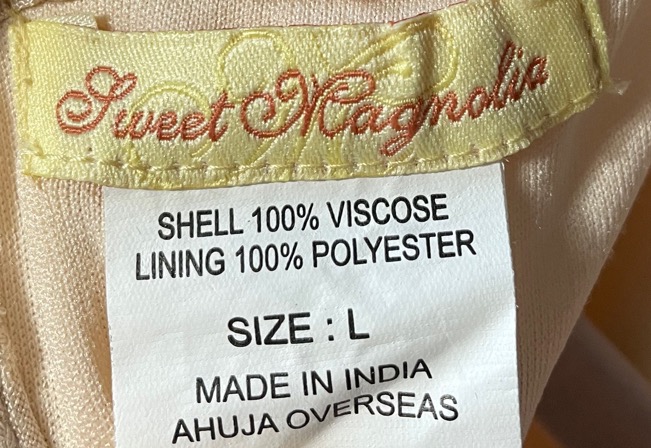 Sweet Magnolia
SHELL 100% VISCOSE
LINING 100% POLYESTER
SIZE : L
MADE IN INDIA
AHUJA OVERSEAS